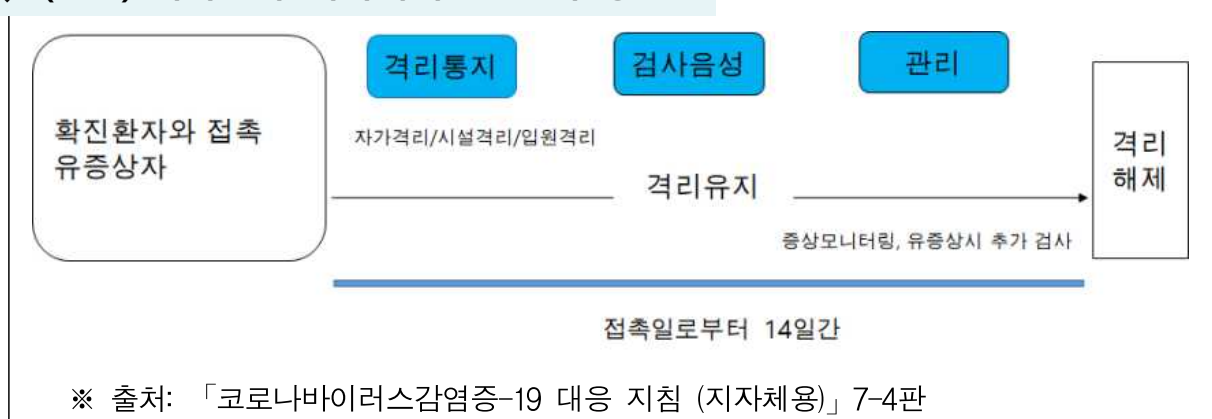 격리통지 검사음성 관리
확진환자와 접촉
유증상자
자가격리/시설격리/입원격리
격리유지
증상모니터링, 유증상시 추가 검사
격리
해제
접촉일로부터 14일간
※ 출처: 「코로나바이러스감염증-19 대응 지침 (지자체용)」 7-4판